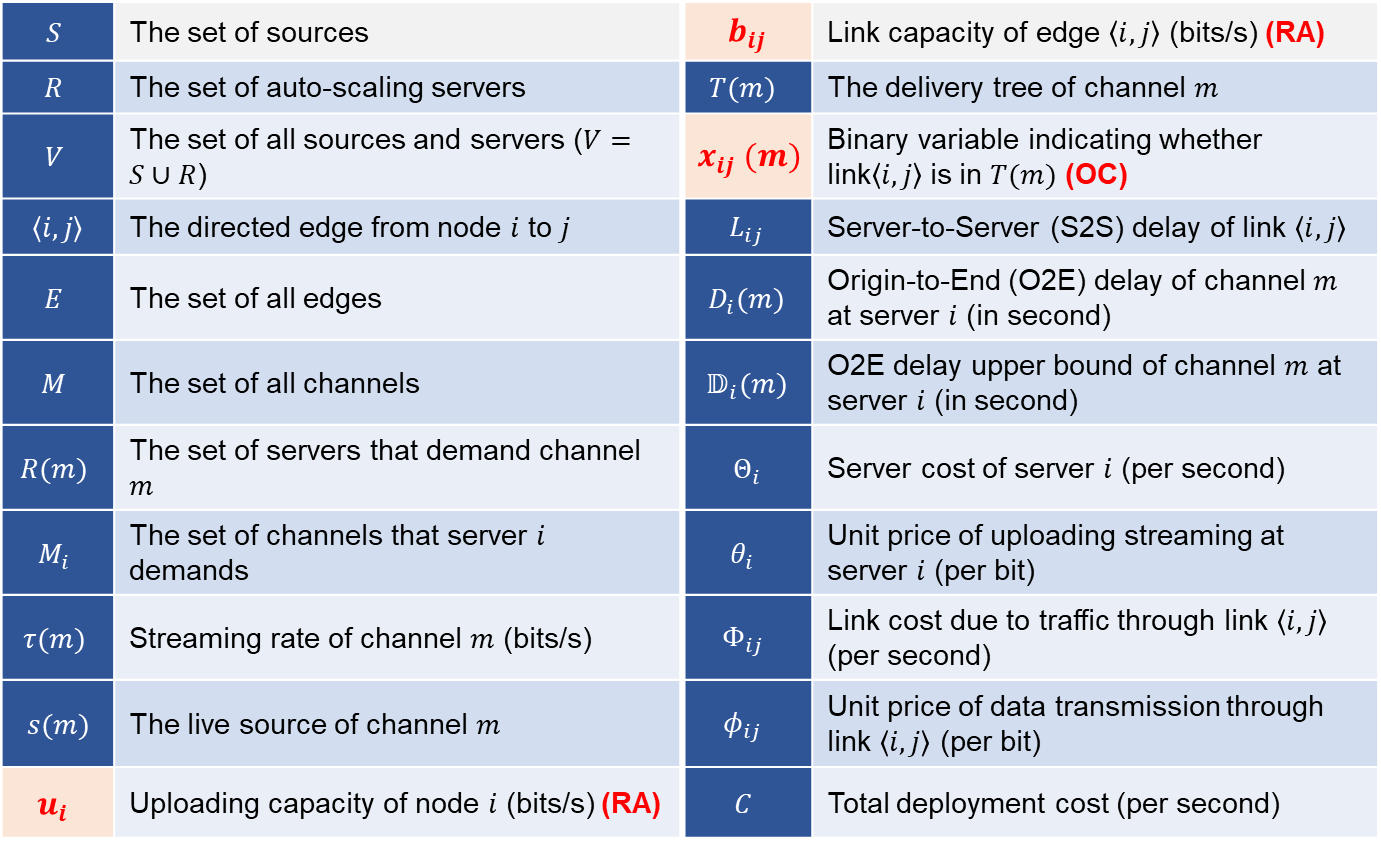 S The set of sources
R The set of auto-scaling servers
V The set of all sources and servers (V =
S ∪ R)
⟨i, j⟩ The directed edge from node i to j
E The set of all edges
M The set of all channels
R(m) The set of servers that demand channel
m
M_i The set of channels that server i
demands
τ(m) Streaming rate of channel m (bits/s)
s(m) The live source of channel m
u_i Uploading capacity of node i (bits/s) (RA)
b_ij Link capacity of edge ⟨i, j⟩ (bits/s) (RA)
T(m) The delivery tree of channel m
x_ij (m) Binary variable indicating whether
link⟨i, j⟩ is in T(m) (OC)
L_ij Server-to-Server (S2S) delay of link ⟨i, j⟩
D_i(m) Origin-to-End (O2E) delay of channel m
at server i (in second)
𝔻_i(m) O2E delay upper bound of channel m at
server i (in second)
Θ_i Server cost of server i (per second)
θ_i Unit price of uploading streaming at
server i (per bit)
Φ_ij Link cost due to traffic through link ⟨i, j⟩
(per second)
ϕ_ij Unit price of data transmission through
link ⟨i, j⟩ (per bit)
C Total deployment cost (per second)